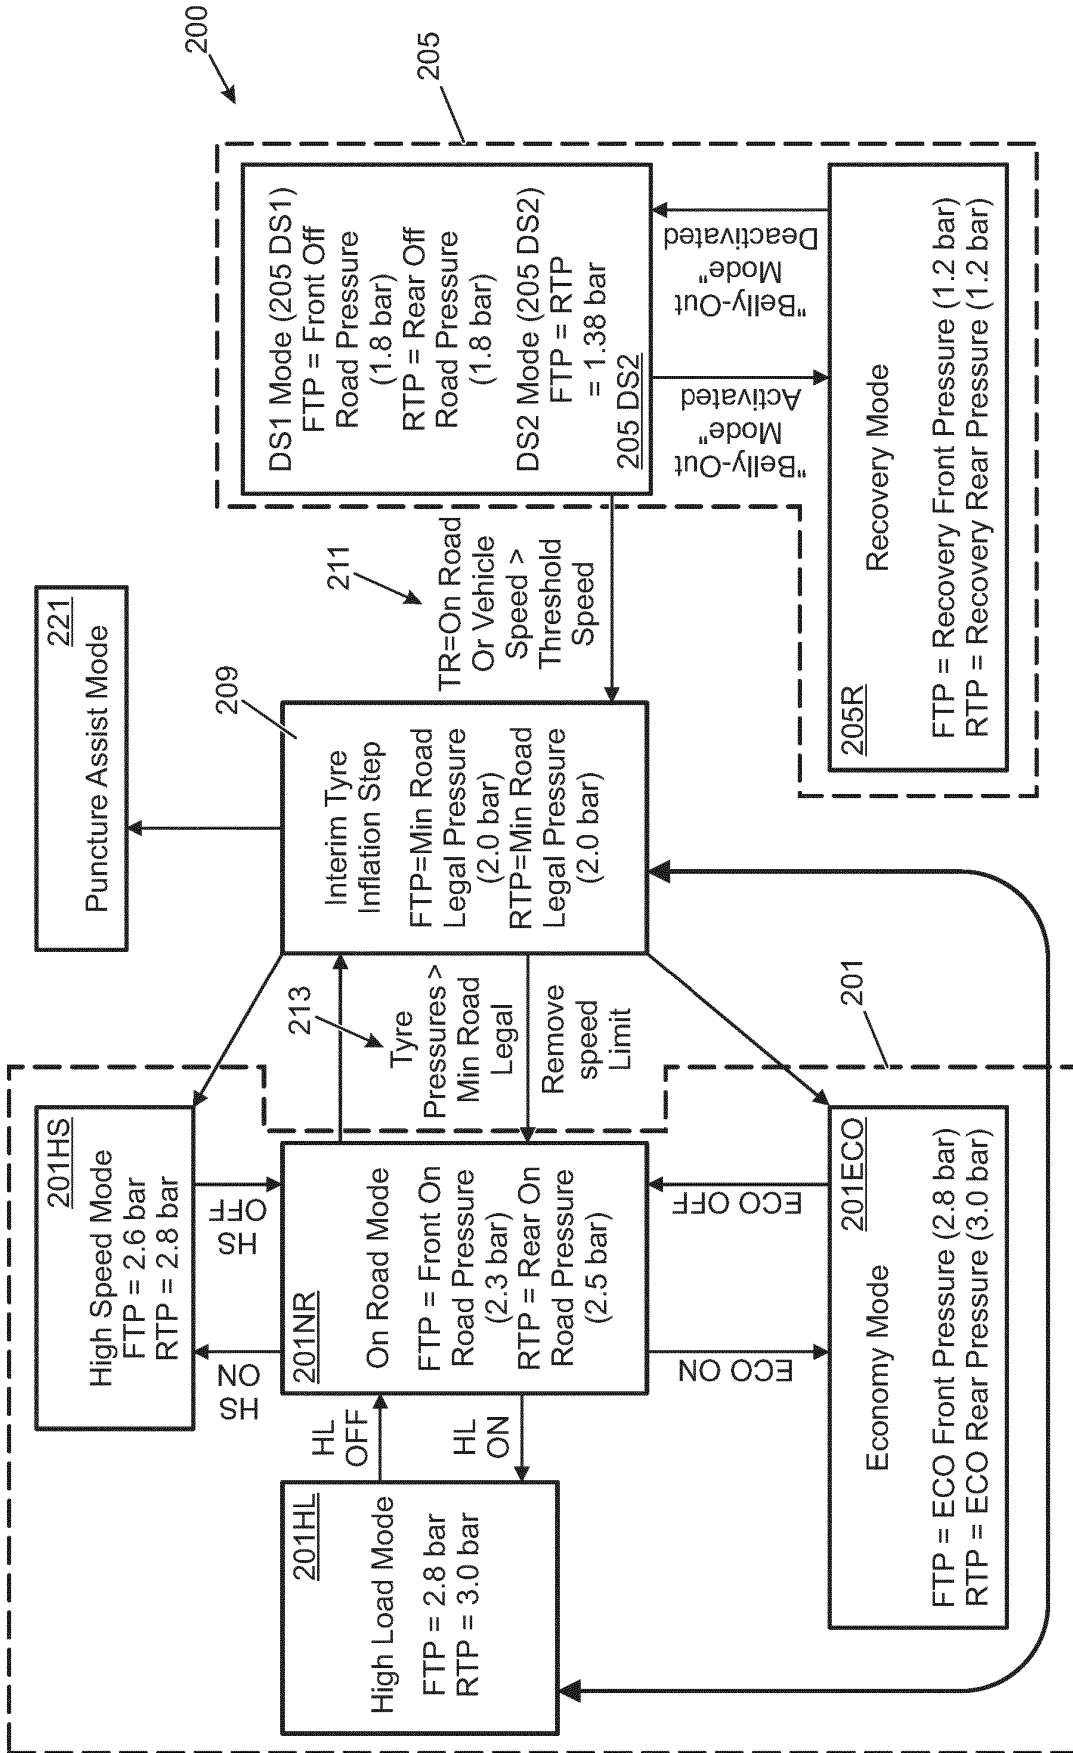 200
205
DS1 Mode (205 DS1)
FTP = Front Off
Road Pressure
(1.8 bar)
RTP = Rear Off
Road Pressure
(1.8 bar)
DS2 Mode (205 DS2)
FTP = RTP
= 1.38 bar
205 DS2
"Belly-Out
Mode"
Activated
"Belly-Out
Mode"
Deactivated
205R
Recovery Mode
FTP = Recovery Front Pressure (1.2 bar)
RTP = Recovery Rear Pressure (1.2 bar)
211
TR=On Road
Or Vehicle
Speed >
Threshold
Speed
221
Puncture Assist Mode
209
Interim Tyre
Inflation Step
FTP=Min Road
Legal Pressure
(2.0 bar)
RTP=Min Road
Legal Pressure
(2.0 bar)
213
Tyre
Pressures>
Min Road
Legal
Remove
speed
Limit
201
201HS
High Speed Mode
FTP = 2.6 bar
RTP = 2.8 bar
HS
ON
HS
OFF
201NR
On Road Mode
FTP = Front On
Road Pressure
(2.3 bar)
RTP = Rear On
Road Pressure
(2.5 bar)
HL
OFF
HL
ON
201HL
High Load Mode
FTP = 2.8 bar
RTP = 3.0 bar
ECO ON
ECO OFF
201ECO
Economy Mode
FTP = ECO Front Pressure (2.8 bar)
RTP = ECO Rear Pressure (3.0 bar)